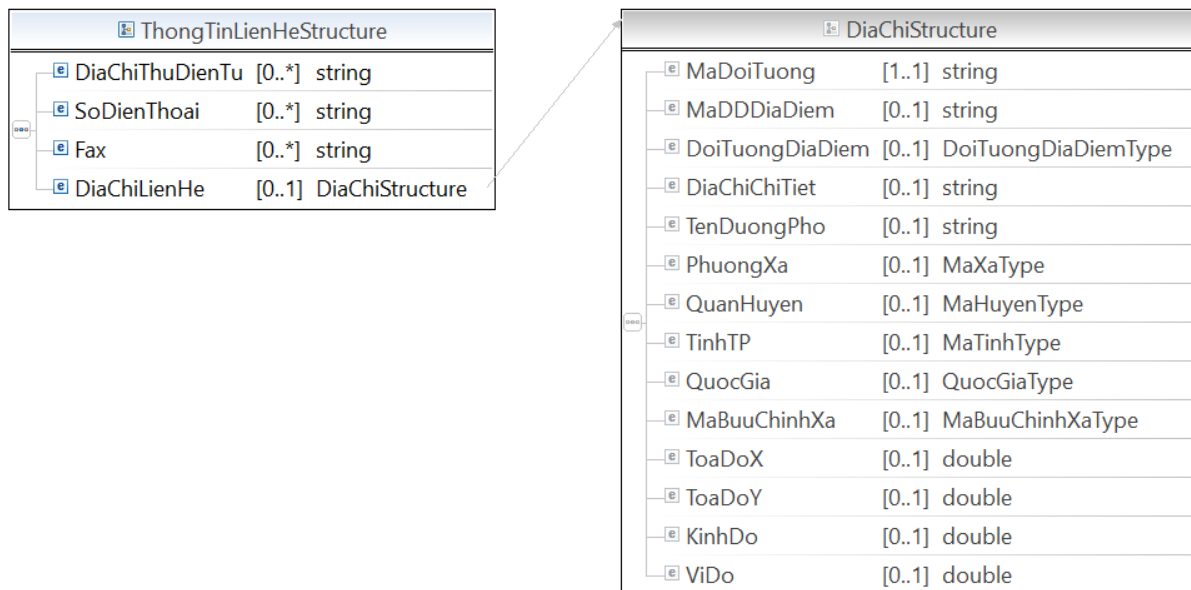 ThongTinLienHeStructure
DiaChiThuDienTu [0..*] string
SoDienThoai [0..*] string
Fax [0..*] string
DiaChiLienHe [0..1] DiaChiStructure
DiaChiStructure
MaDoiTuong [1..1] string
MaDDDiaDiem [0..1] string
DoiTuongDiaDiem [0..1] DoiTuongDiaDiemType
DiaChiChiTiet [0..1] string
TenDuongPho [0..1] string
PhuongXa [0..1] MaXaType
QuanHuyen [0..1] MaHuyenType
TinhTP [0..1] MaTinhType
QuocGia [0..1] QuocGiaType
MaBuuChinhXa [0..1] MaBuuChinhXaType
ToaDoX [0..1] double
ToaDoY [0..1] double
KinhDo [0..1] double
ViDo [0..1] double